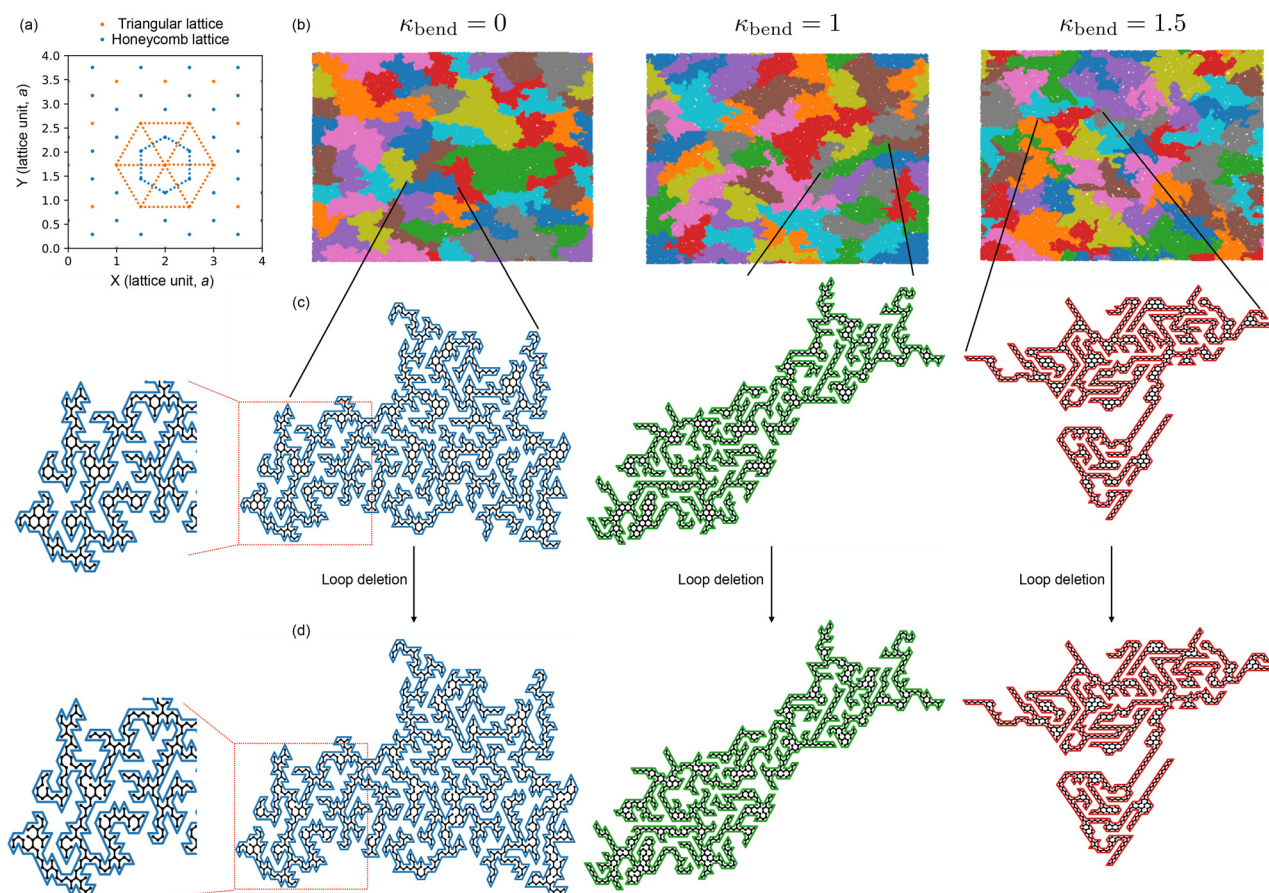 (a)
Triangular lattice
Honeycomb lattice
4.0
3.5
3.0
2.5
2.0
1.5
1.0
0.5
0.0
Y (lattice unit, a)
0
1
2
3
4
X (lattice unit, a)
(b)
κbend = 0
κbend = 1
κbend = 1.5
(c)
Loop deletion
Loop deletion
Loop deletion
(d)